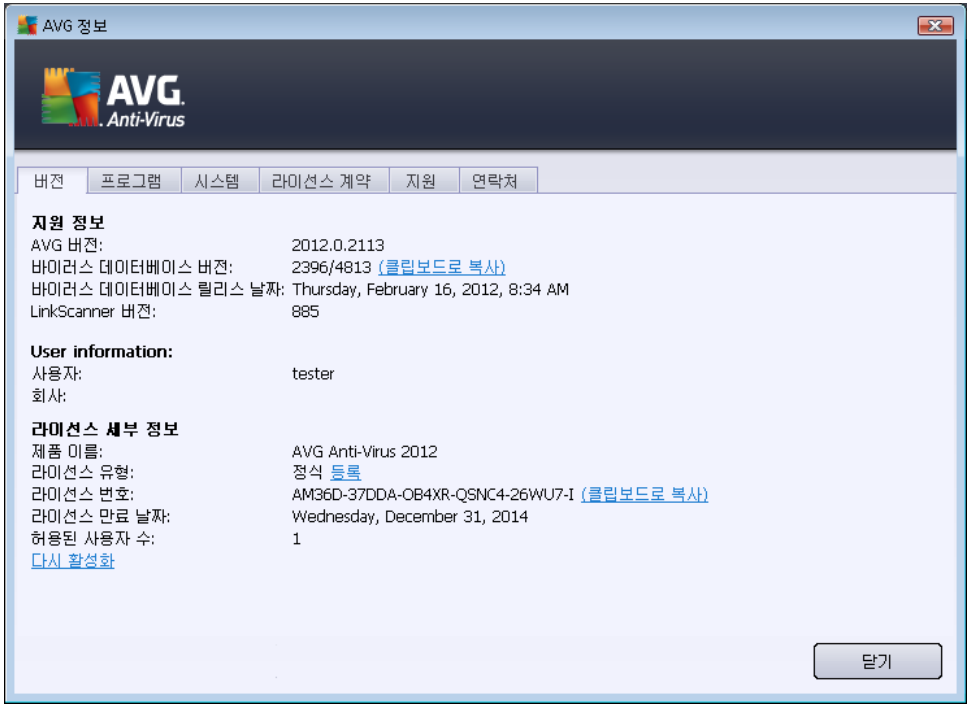 AVG 정보
AVG.
Anti-Virus
버전 프로그램 시스템 라이선스 계약 지원 연락처
지원 정보
AVG 버전: 2012.0.2113
바이러스 데이터베이스 버전: 2396/4813 (클립보드로 복사)
바이러스 데이터베이스 릴리스 날짜: Thursday, February 16, 2012, 8:34 AM
LinkScanner 버전: 885
User information:
사용자: tester
회사:
라이선스 세부 정보
제품 이름: AVG Anti-Virus 2012
라이선스 유형: 정식 등록
라이선스 번호: AM36D-37DDA-OB4XR-QSNC4-26WU7-I (클립보드로 복사)
라이선스 만료 날짜: Wednesday, December 31, 2014
허용된 사용자 수: 1
다시 활성화
닫기